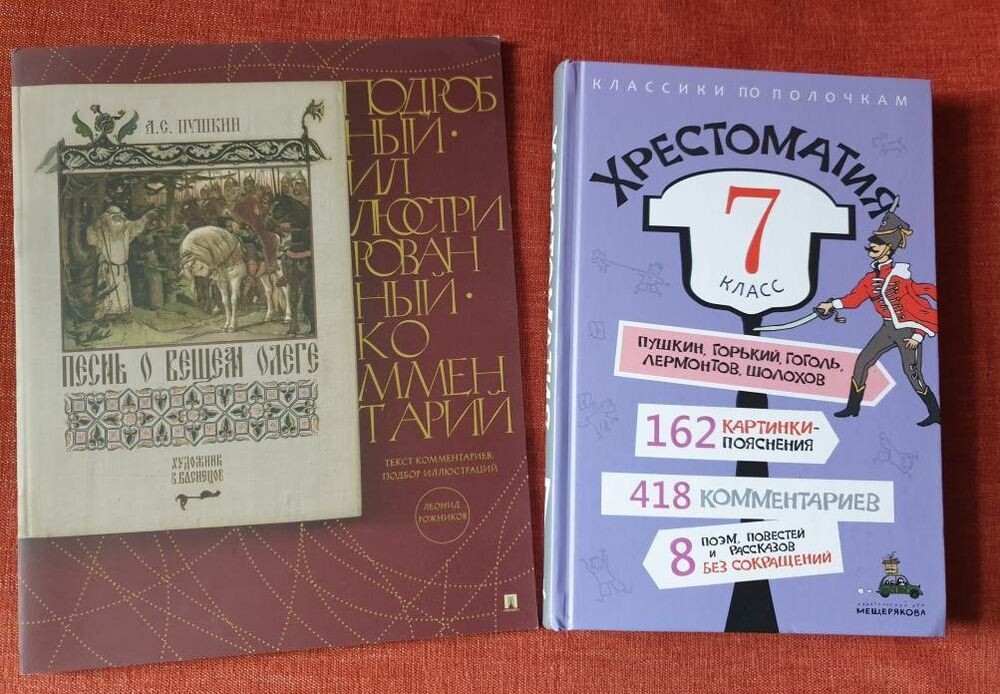 А.С. ПУШКИН
ПЕСНЬ О ВЕЩЕМ ОЛЕГЕ
ХУДОЖНИК
В.ВАСНЕЦОВ
ПОДРОБ
НЫЙ·
ИЛ
ЛЮСТРИ
РОВАН
НЫЙ·
КО
ММЕН
ТАРИЙ
ТЕКСТ КОММЕНТАРИЕВ,
ПОДБОР ИЛЛЮСТРАЦИЙ
ЛЕОНИД
РОЖНИКОВ
КЛАССИКИ ПО ПОЛОЧКАМ
ХРЕСТОМАТИЯ
7
КЛАСС
ПУШКИН, ГОРЬКИЙ, ГОГОЛЬ,
ЛЕРМОНТОВ, ШОЛОХОВ
162 КАРТИНКИ-
ПОЯСНЕНИЯ
418 КОММЕНТАРИЕВ
8 ПОЭМ, ПОВЕСТЕЙ
И РАССКАЗОВ
БЕЗ СОКРАЩЕНИЙ
ИЗДАТЕЛЬСКИЙ ДОМ
МЕЩЕРЯКОВА